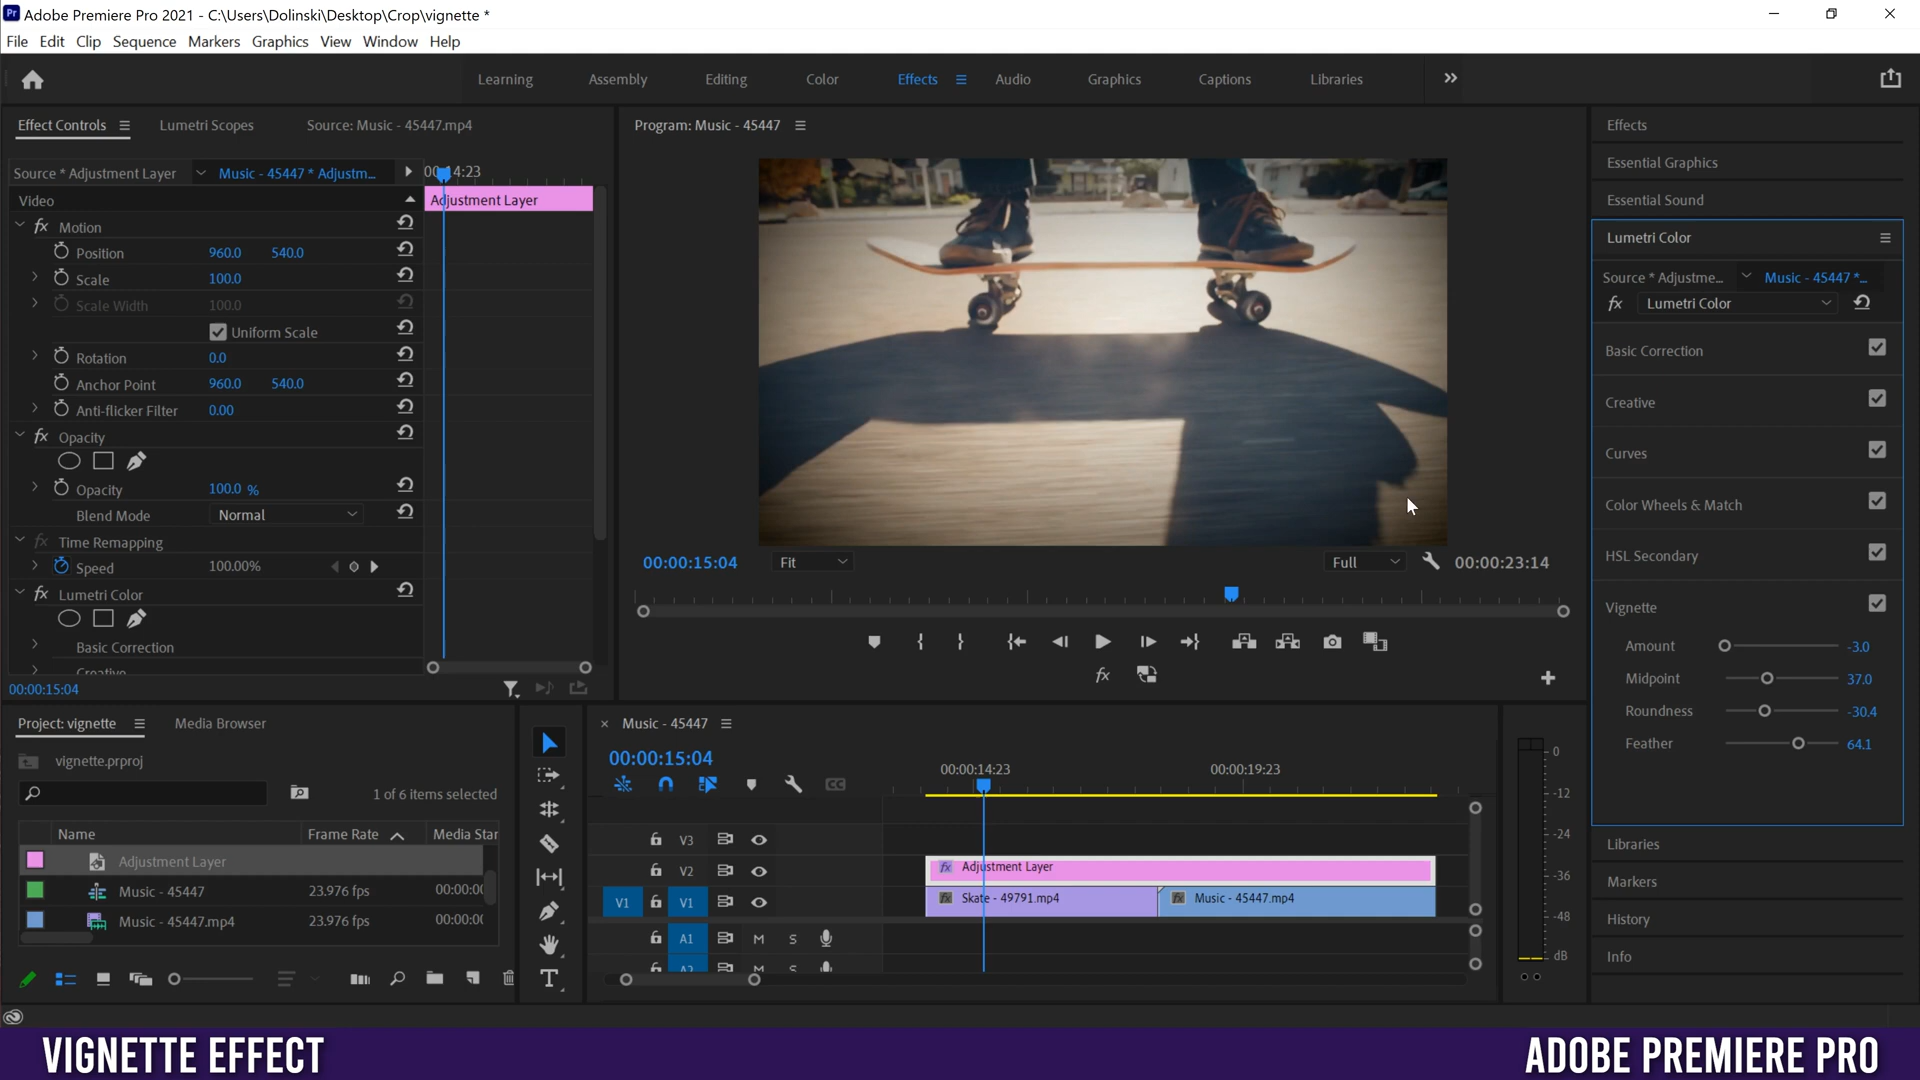 Adobe Premiere Pro 2021 - C:\Users\Dolinski\Desktop\Crop\vignette *
File Edit Clip Sequence Markers Graphics View Window Help
Learning Assembly Editing Color Effects Audio Graphics Captions Libraries
Effect Controls Lumetri Scopes Source: Music - 45447.mp4
Source * Adjustment Layer Music - 45447 * Adjustm...
Video
fx Motion
Position 960.0 540.0
Scale 100.0
Scale Width 100.0
Uniform Scale
Rotation 0.0
Anchor Point 960.0 540.0
Anti-flicker Filter 0.00
fx Opacity
Opacity 100.0 %
Blend Mode Normal
fx Time Remapping
Speed 100.00%
fx Lumetri Color
Basic Correction
Creative
00:00:15:04
Adjustment Layer
Program: Music - 45447
00:00:15:04 Fit Full 00:00:23:14
fx
Effects
Essential Graphics
Essential Sound
Lumetri Color
Source * Adjustme... Music - 45447 *...
fx Lumetri Color
Basic Correction
Creative
Curves
Color Wheels & Match
HSL Secondary
Vignette
Amount -3.0
Midpoint 37.0
Roundness -30.4
Feather 64.1
Libraries
Markers
History
Info
Project: vignette Media Browser
vignette.prproj
1 of 6 items selected
Name Frame Rate Media Star
Adjustment Layer
Music - 45447 23.976 fps 00:00:0
Music - 45447.mp4 23.976 fps 00:00:0
Music - 45447
00:00:15:04
00:00:14:23 00:00:19:23
V3
V2 fx Adjustment Layer
V1 V1 fx Skate - 49791.mp4 fx Music - 45447.mp4
A1 M S
A2 M S
0
-12
-24
-36
-48
dB
VIGNETTE EFFECT
ADOBE PREMIERE PRO